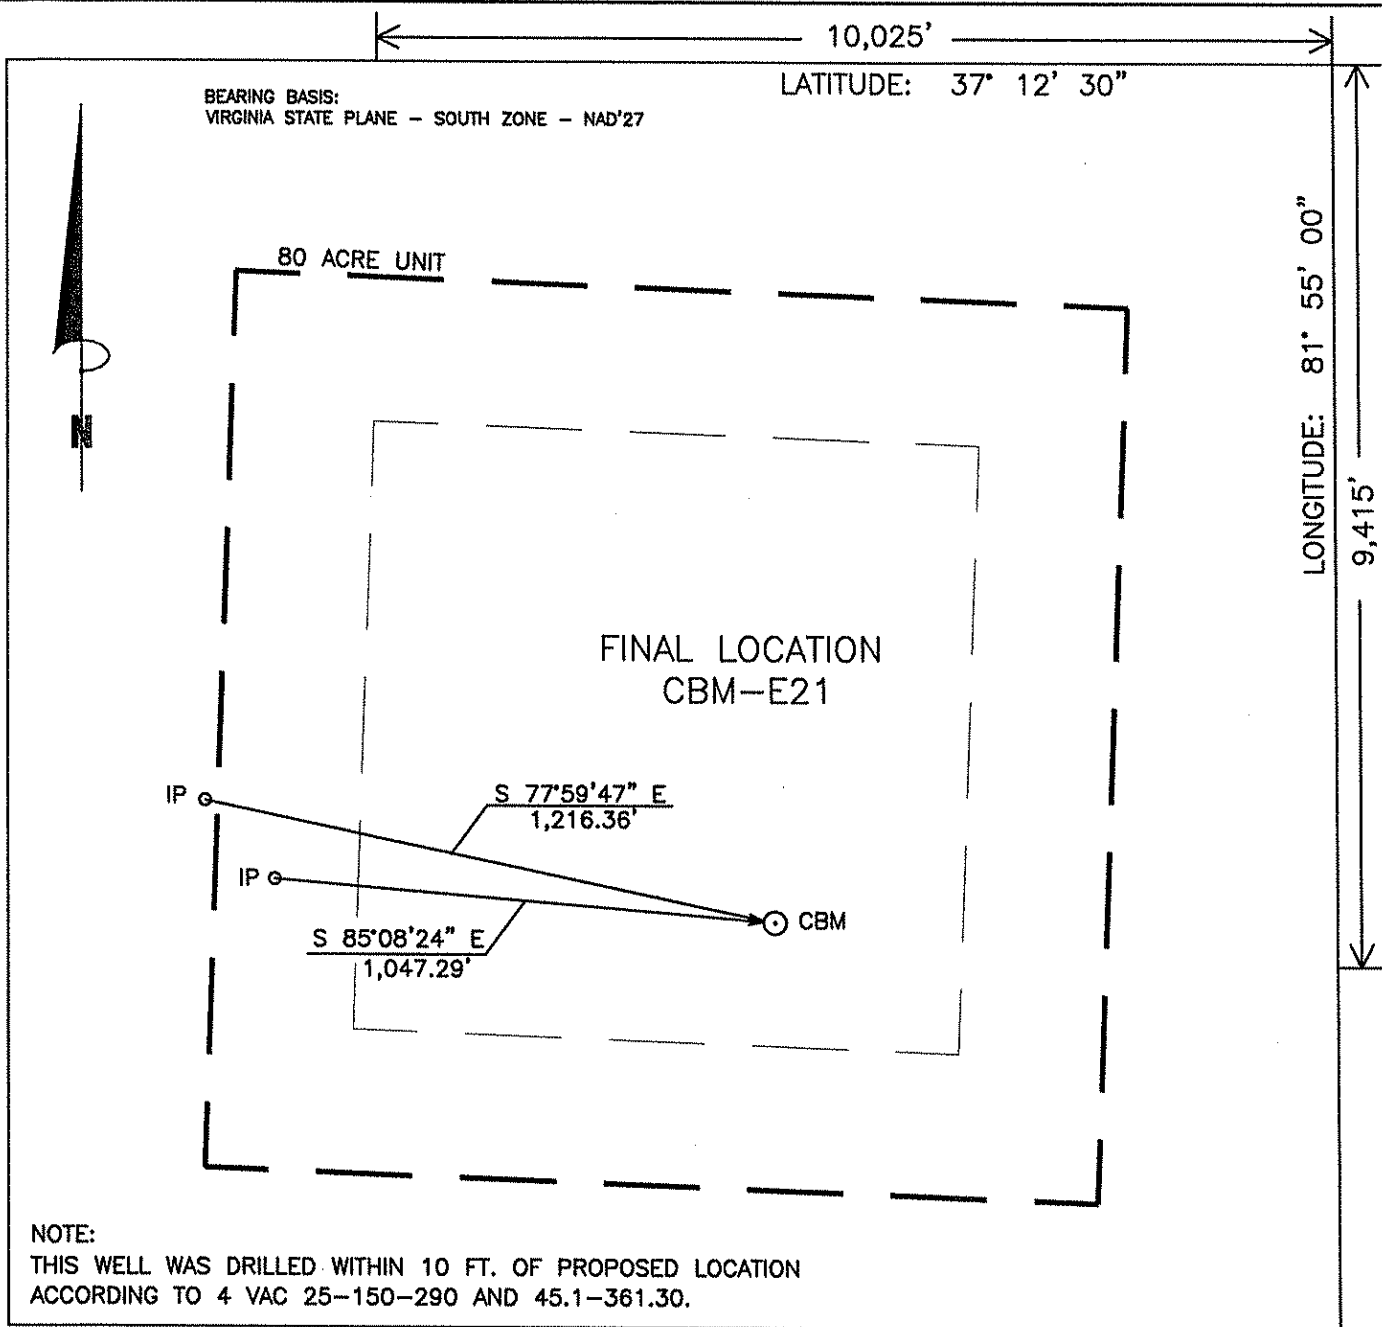 10,025'
LATITUDE: 37° 12' 30"
BEARING BASIS:
VIRGINIA STATE PLANE – SOUTH ZONE – NAD'27
LONGITUDE: 81° 55' 00"
9,415'
80 ACRE UNIT
N
FINAL LOCATION
CBM–E21
IP
S 77°59'47" E
1,216.36'
IP
CBM
S 85°08'24" E
1,047.29'
NOTE:
THIS WELL WAS DRILLED WITHIN 10 FT. OF PROPOSED LOCATION
ACCORDING TO 4 VAC 25–150–290 AND 45.1–361.30.